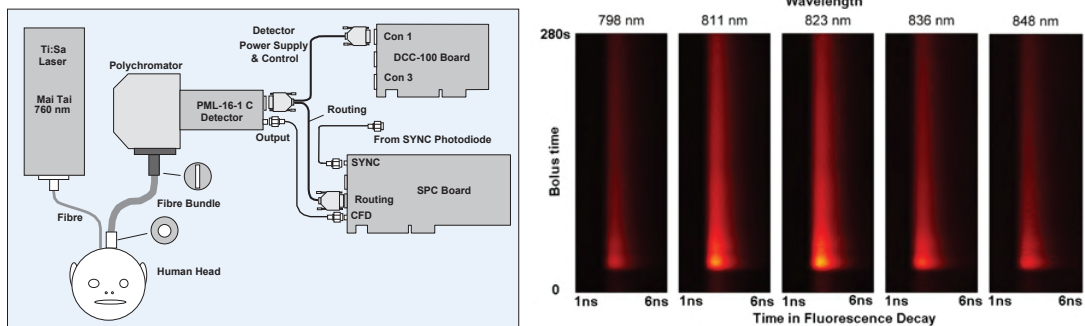 Ti:Sa
Laser
Mai Tai
760 nm
Polychromator
PML-16-1 C
Detector
Output
Detector
Power Supply
& Control
Con 1
DCC-100 Board
Con 3
Routing
From SYNC Photodiode
SYNC
SPC Board
Routing
CFD
Fibre
Fibre Bundle
Human Head
Wavelength
798 nm
811 nm
823 nm
836 nm
848 nm
280s
Bolus time
0
1ns
6ns
1ns
6ns
1ns
6ns
1ns
6ns
1ns
6ns
Time in Fluorescence Decay